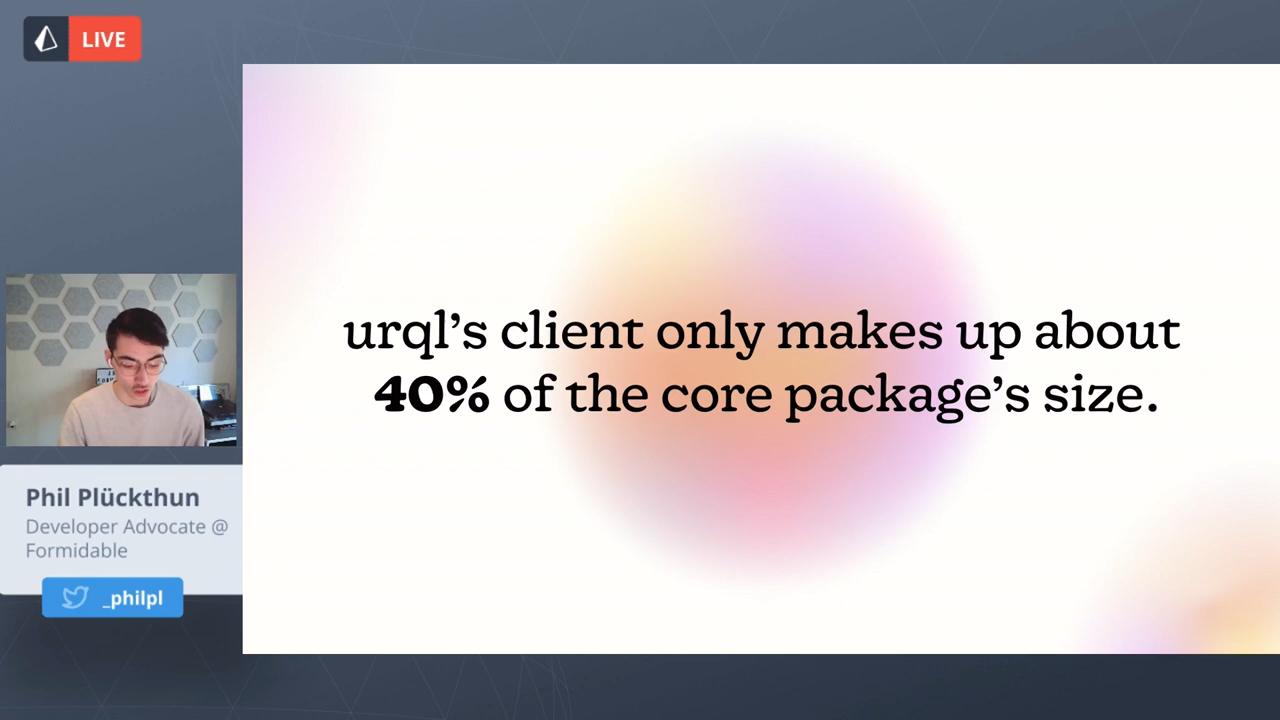 LIVE
urql’s client only makes up about
40% of the core package’s size.
Phil Plückthun
Developer Advocate @
Formidable
_philpl